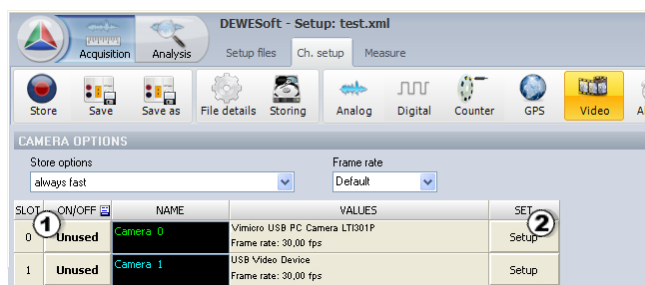 DEWESoft - Setup: test.xml
Acquisition Analysis Setup files Ch. setup Measure
Store Save Save as File details Storing Analog Digital Counter GPS Video
CAMERA OPTIONS
Store options Frame rate
always fast Default
SLOT ON/OFF NAME VALUES SET
1 2
0 Unused Camera 0 Vimicro USB PC Camera LTI301P Setup
Frame rate: 30,00 fps
1 Unused Camera 1 USB Video Device Setup
Frame rate: 30,00 fps